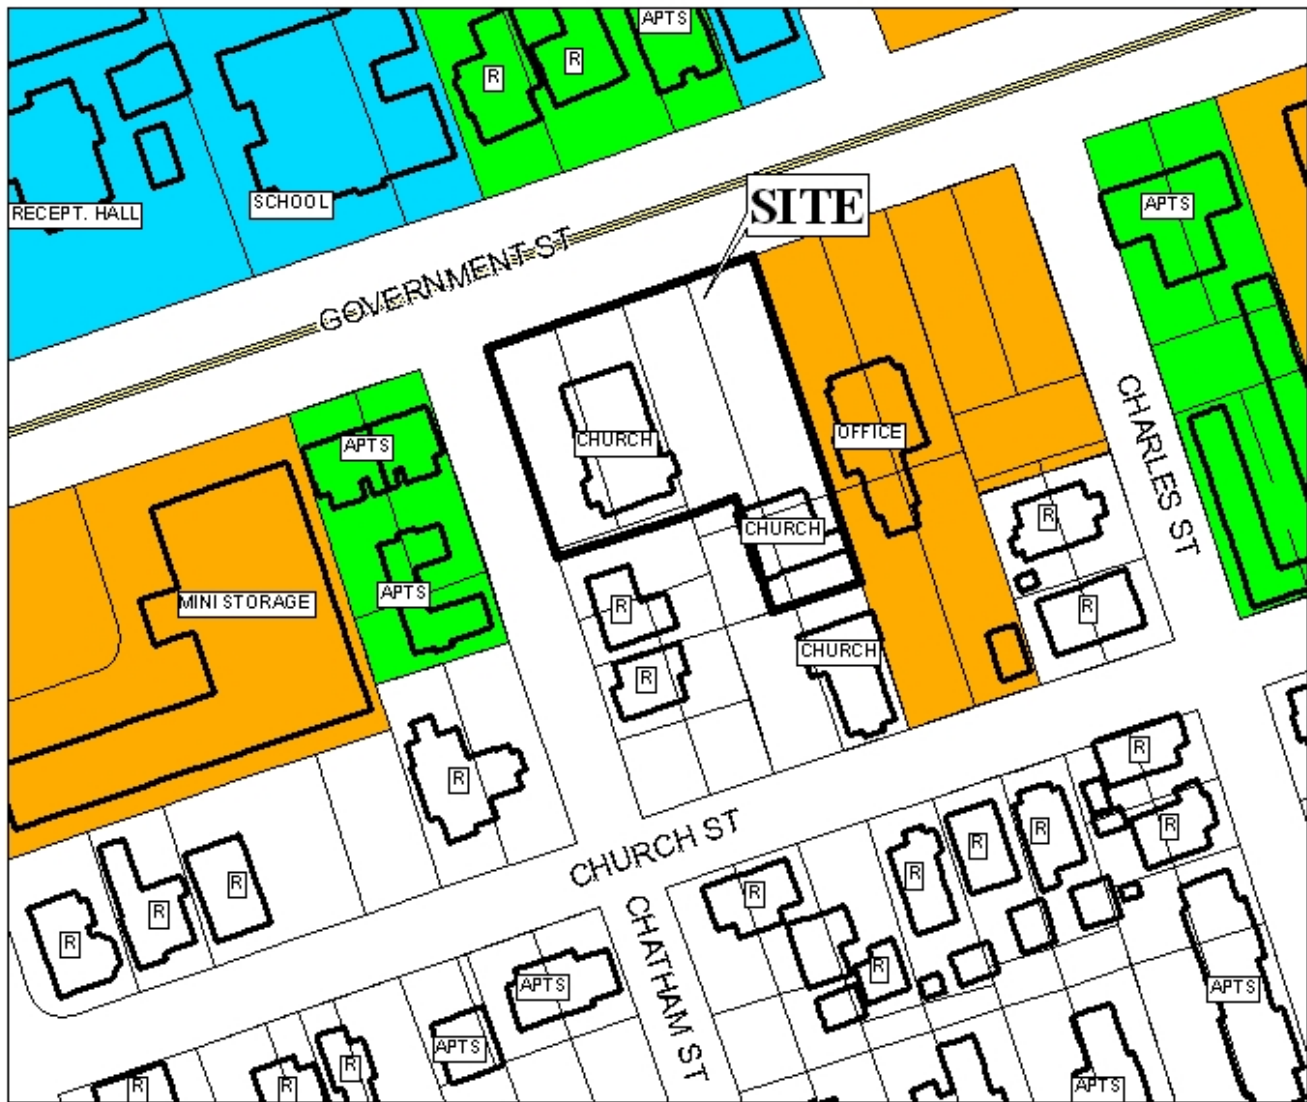 APTS
R
R
RECEPT. HALL
SCHOOL
SITE
APTS
GOVERNMENT ST
APTS
CHURCH
OFFICE
CHARLES ST
R
CHURCH
APTS
MINI STORAGE
R
R
CHURCH
R
R
R
R
CHURCH ST
R
R
R
R
R
R
R
R
CHATHAM ST
R
APTS
APTS
APTS
R
R
R
APTS